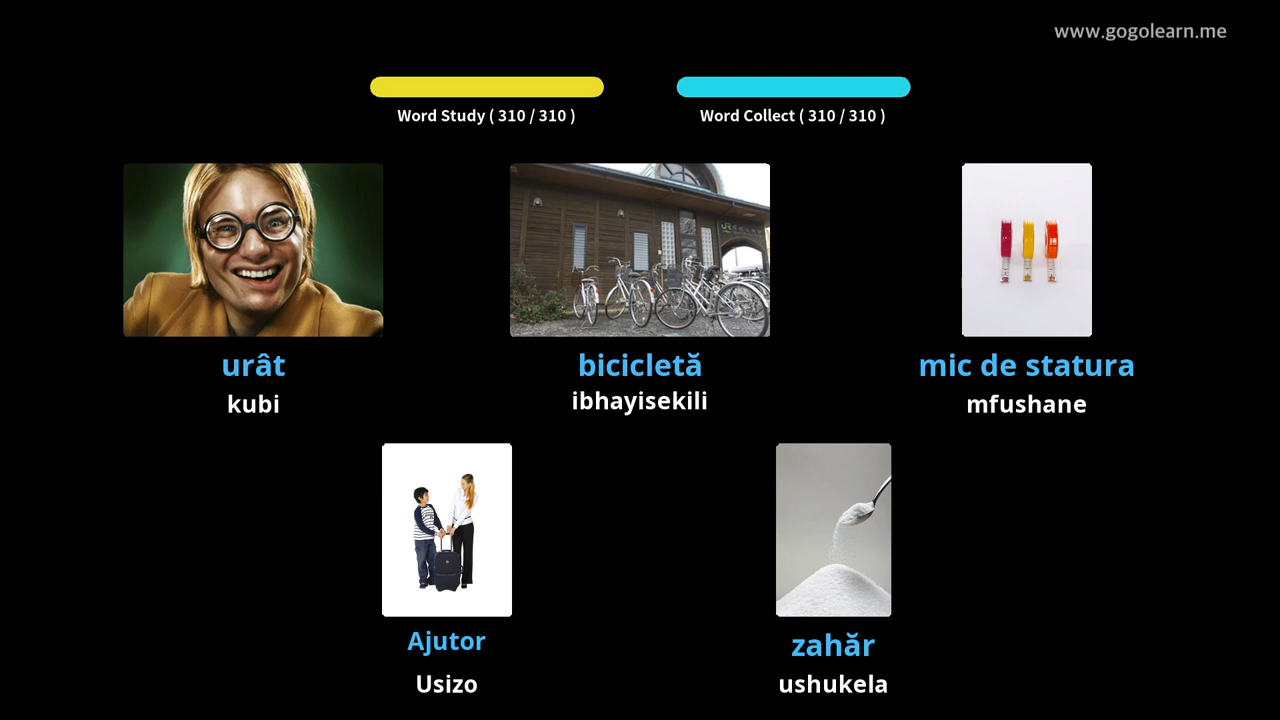 www.gogolearn.me
Word Study ( 310 / 310 )
Word Collect ( 310 / 310 )
urât
kubi
bicicletă
ibhayisekili
mic de statura
mfushane
Ajutor
Usizo
zahăr
ushukela